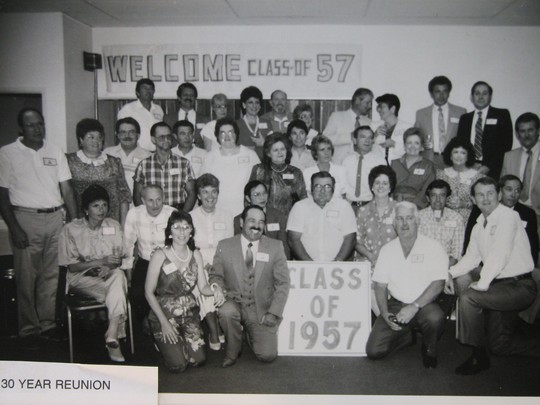 WELCOME CLASS OF 57
CLASS
OF
1957
30 YEAR REUNION